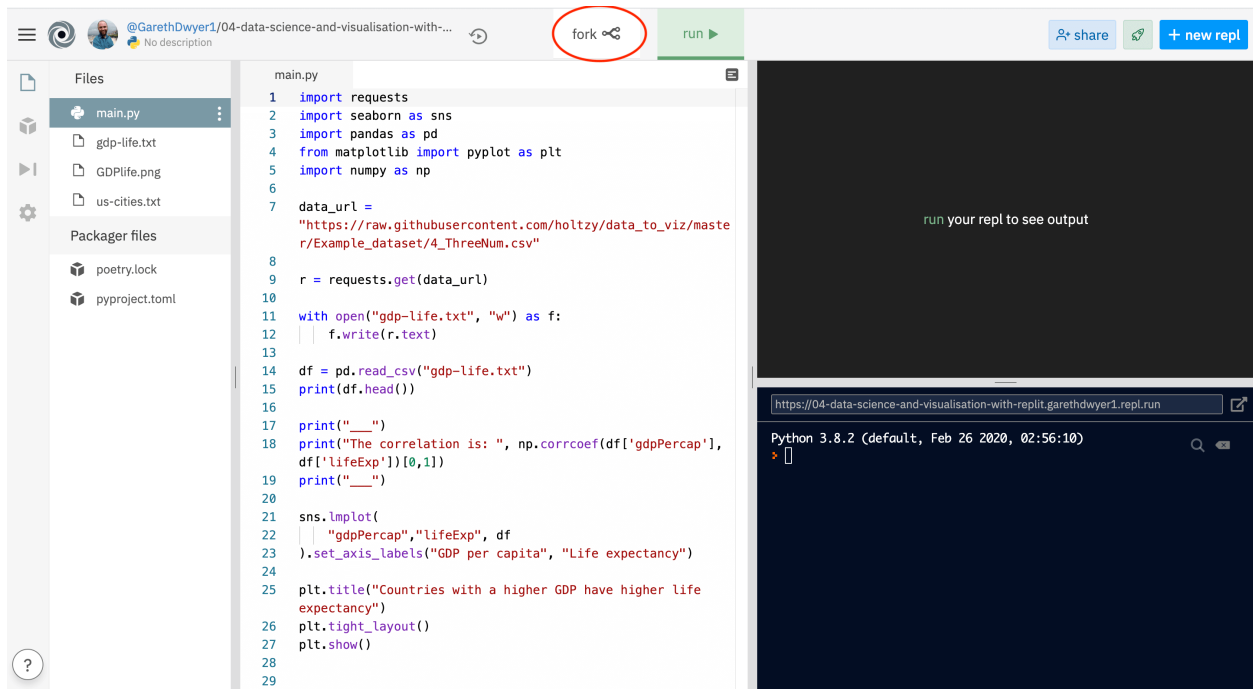 @GarethDwyer1/04-data-science-and-visualisation-with-...
No description
fork
run
share
+ new repl
Files
main.py
gdp-life.txt
GDPlife.png
us-cities.txt
Packager files
poetry.lock
pyproject.toml
?
main.py
1 import requests
2 import seaborn as sns
3 import pandas as pd
4 from matplotlib import pyplot as plt
5 import numpy as np
6
7 data_url =
"https://raw.githubusercontent.com/holtzy/data_to_viz/maste
r/Example_dataset/4_ThreeNum.csv"
8
9 r = requests.get(data_url)
10
11 with open("gdp-life.txt", "w") as f:
12     f.write(r.text)
13
14 df = pd.read_csv("gdp-life.txt")
15 print(df.head())
16
17 print("___")
18 print("The correlation is: ", np.corrcoef(df['gdpPercap'],
df['lifeExp'])[0,1])
19 print("___")
20
21 sns.lmplot(
22     "gdpPercap","lifeExp", df
23 ).set_axis_labels("GDP per capita", "Life expectancy")
24
25 plt.title("Countries with a higher GDP have higher life
expectancy")
26 plt.tight_layout()
27 plt.show()
28
29
run your repl to see output
https://04-data-science-and-visualisation-with-replit.garethdwyer1.repl.run
Python 3.8.2 (default, Feb 26 2020, 02:56:10)